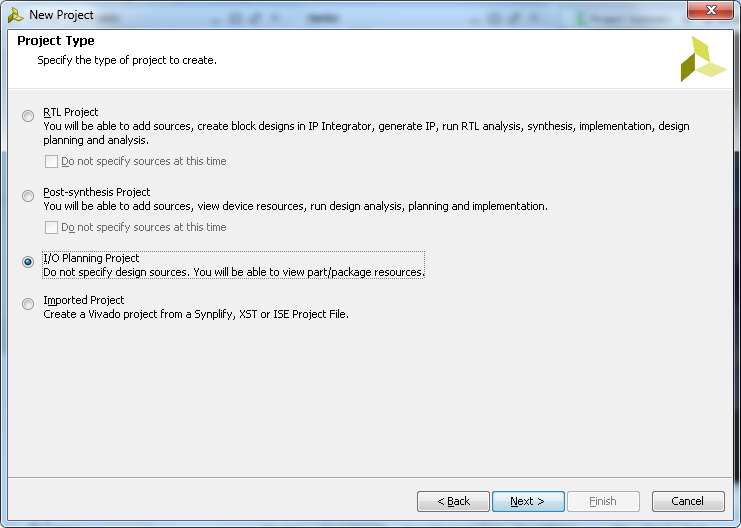 New Project
Project Type
Specify the type of project to create.
RTL Project
You will be able to add sources, create block designs in IP Integrator, generate IP, run RTL analysis, synthesis, implementation, design
planning and analysis.
Do not specify sources at this time
Post-synthesis Project
You will be able to add sources, view device resources, run design analysis, planning and implementation.
Do not specify sources at this time
I/O Planning Project
Do not specify design sources. You will be able to view part/package resources.
Imported Project
Create a Vivado project from a Synplify, XST or ISE Project File.
< Back Next > Finish Cancel